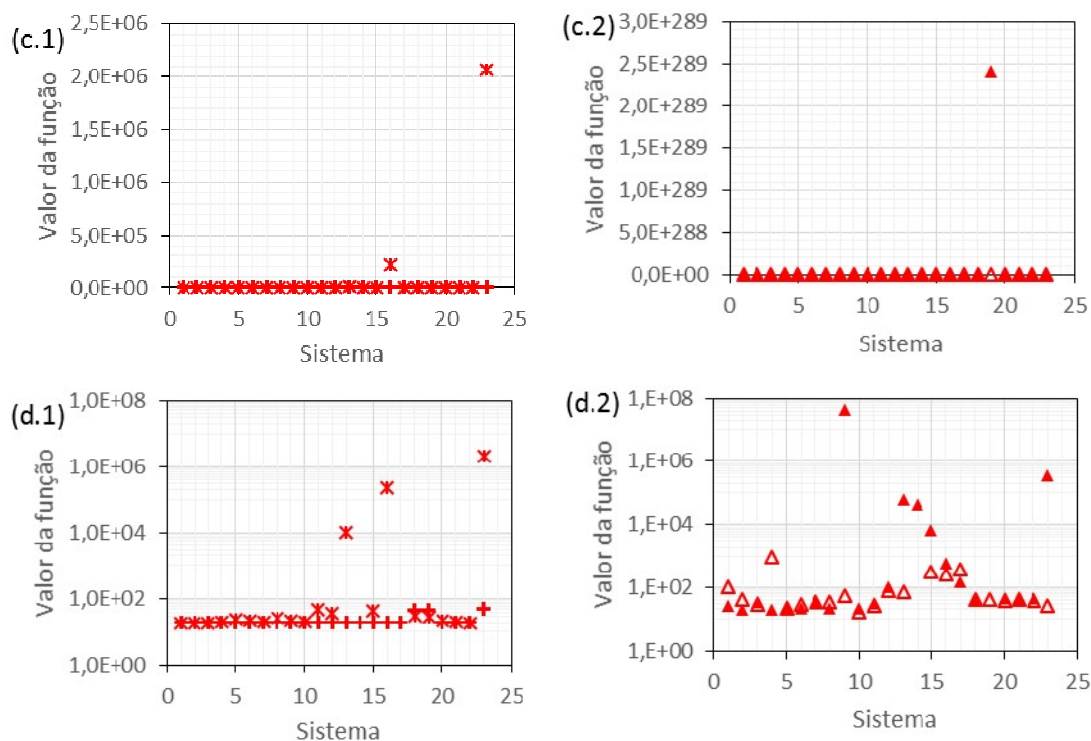 (c.1)
Valor da função
2,5E+06
2,0E+06
1,5E+06
1,0E+06
5,0E+05
0,0E+00
0 5 10 15 20 25
Sistema
(c.2)
Valor da função
3,0E+289
2,5E+289
2,0E+289
1,5E+289
1,0E+289
5,0E+288
0,0E+00
0 5 10 15 20 25
Sistema
(d.1)
Valor da função
1,0E+08
1,0E+06
1,0E+04
1,0E+02
1,0E+00
0 5 10 15 20 25
Sistema
(d.2)
Valor da função
1,E+08
1,E+06
1,E+04
1,E+02
1,E+00
0 5 10 15 20 25
Sistema